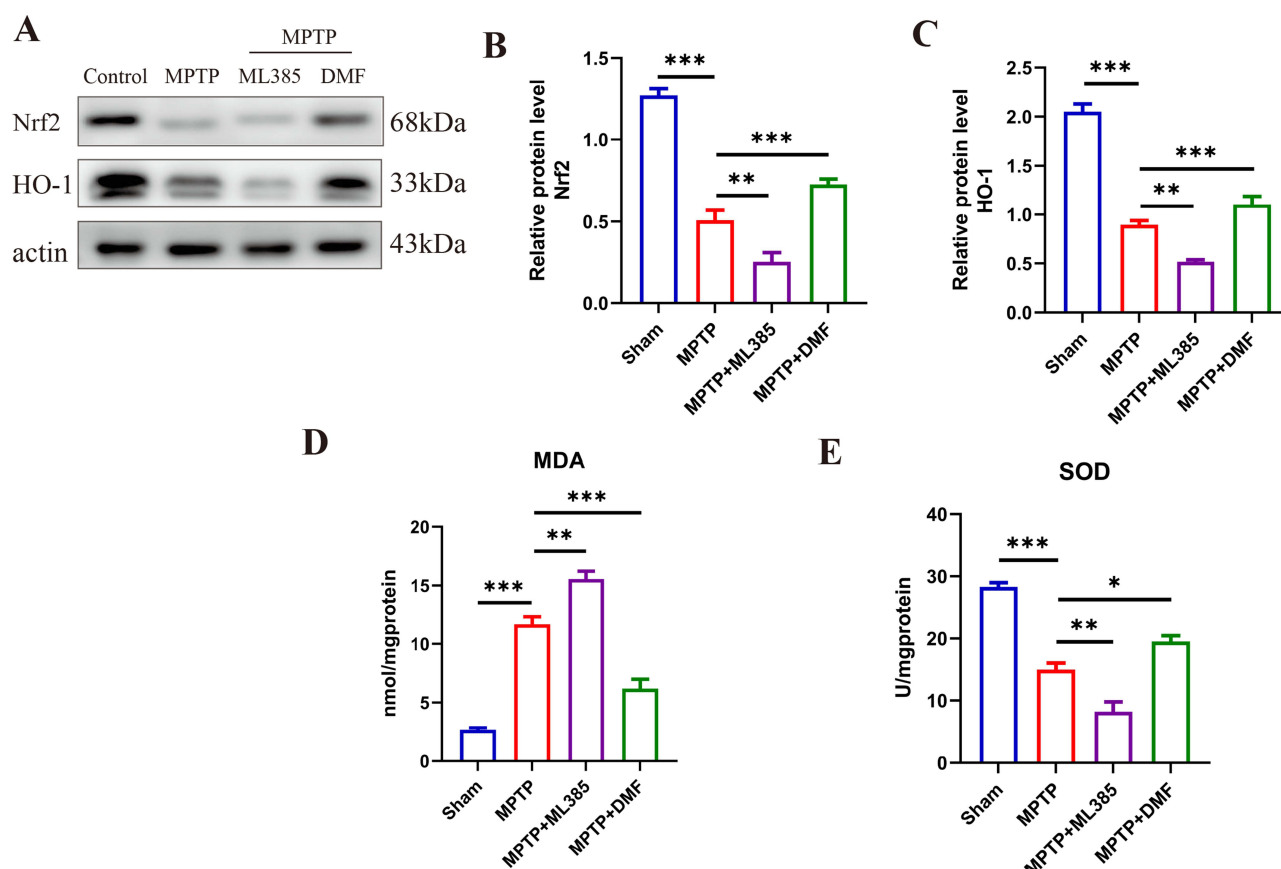 A
MPTP
Control MPTP ML385 DMF
Nrf2 68kDa
HO-1 33kDa
actin 43kDa
B
Relative protein level
Nrf2
1.5
1.0
0.5
0.0
***
***
**
Sham
MPTP
MPTP+ML385
MPTP+DMF
C
Relative protein level
HO-1
2.5
2.0
1.5
1.0
0.5
0.0
***
***
**
Sham
MPTP
MPTP+ML385
MPTP+DMF
D
MDA
nmol/mgprotein
20
15
10
5
0
***
**
***
Sham
MPTP
MPTP+ML385
MPTP+DMF
E
SOD
U/mgprotein
40
30
20
10
0
***
*
**
Sham
MPTP
MPTP+ML385
MPTP+DMF